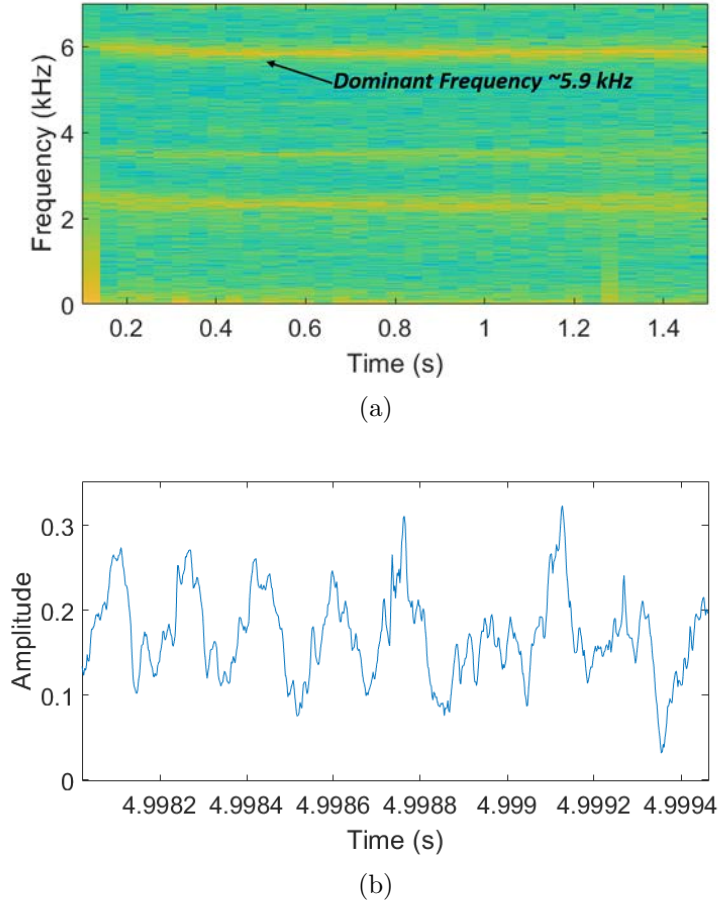 6
Dominant Frequency ~5.9 kHz
4
2
0
Frequency (kHz)
0.2 0.4 0.6 0.8 1 1.2 1.4
Time (s)
(a)
0.3
0.2
0.1
0
Amplitude
4.9982 4.9984 4.9986 4.9988 4.999 4.9992 4.9994
Time (s)
(b)